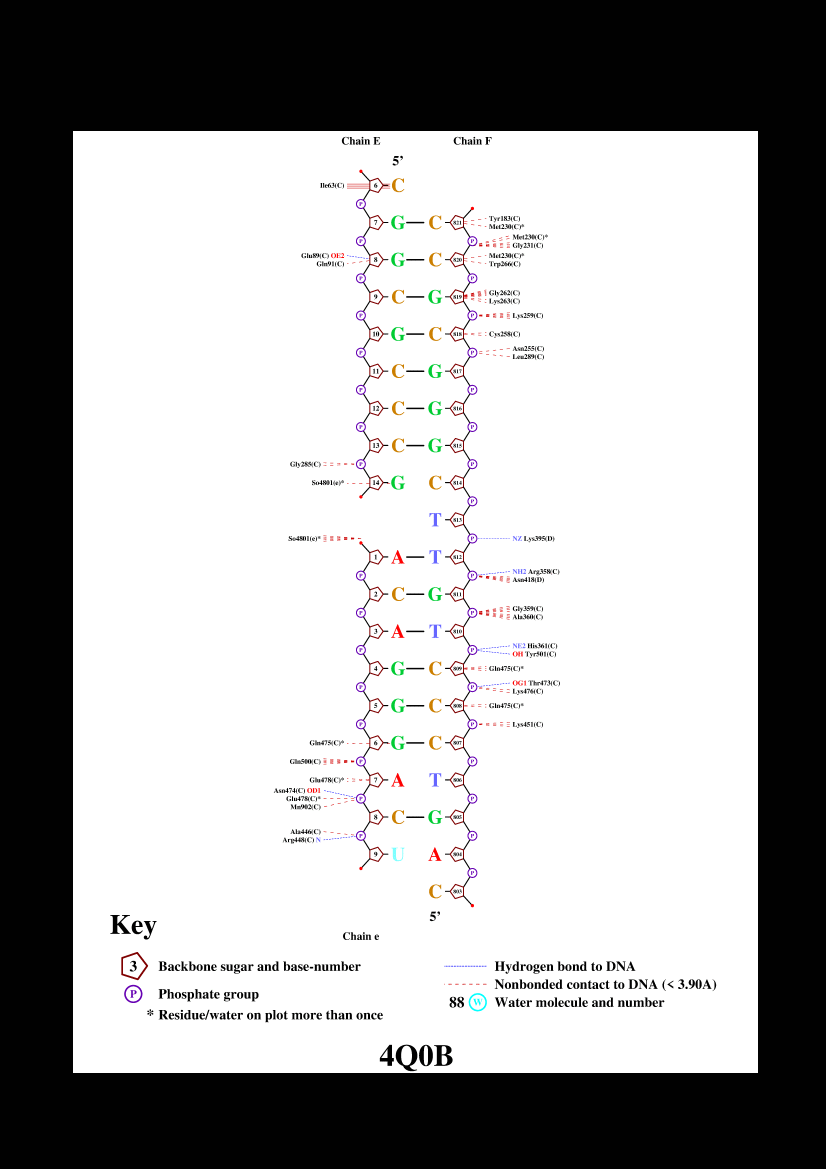 Chain E Chain F
5’
Ile63(C) 6 C
P
7 G C 821 Tyr183(C)
Met230(C)*
P P Met230(C)*
Gly231(C)
Glu89(C) OE2 8 G C 820 Met230(C)*
Gln91(C) Trp266(C)
P P
9 C G 819 Gly262(C)
Lys263(C)
P P Lys259(C)
10 G C 818 Cys258(C)
P P Asn255(C)
Leu289(C)
11 C G 817
P P
12 C G 816
P P
13 C G 815
Gly285(C) P P
So4801(e)* 14 G C 814
P
T 813
So4801(e)* P NZ Lys395(D)
1 A T 812
P P NH2 Arg358(C)
Asn418(D)
2 C G 811
P P Gly359(C)
Ala360(C)
3 A T 810
P P NE2 His361(C)
OH Tyr501(C)
4 G C 809 Gln475(C)*
P P OG1 Thr473(C)
Lys476(C)
5 G C 808 Gln475(C)*
P P Lys451(C)
Gln475(C)* 6 G C 807
Gln500(C) P P
Glu478(C)* 7 A T 806
Asn474(C) OD1
Glu478(C)* P P
Mn902(C)
8 C G 805
Ala446(C) P P
Arg448(C) N
9 U A 804
P
C 803
5’
Key
Chain e
3 Backbone sugar and base-number
P Phosphate group
* Residue/water on plot more than once
Hydrogen bond to DNA
Nonbonded contact to DNA (< 3.90A)
88 W Water molecule and number
4Q0B